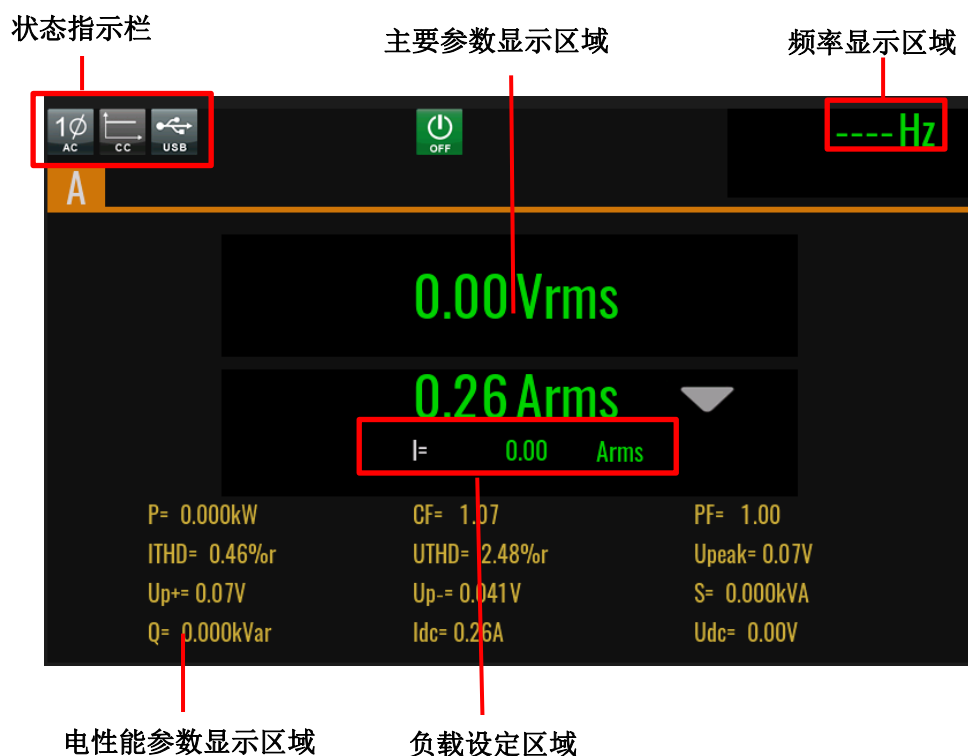 状态指示栏
主要参数显示区域
频率显示区域
1Ø AC
CC
USB
OFF
----Hz
A
0.00Vrms
0.26Arms
I= 0.00 Arms
P= 0.000kW CF= 1.07 PF= 1.00
ITHD= 0.46%r UTHD= 2.48%r Upeak= 0.07V
Up+= 0.07V Up-= 0.041V S= 0.000kVA
Q= 0.000kVar Idc= 0.26A Udc= 0.00V
电性能参数显示区域
负载设定区域